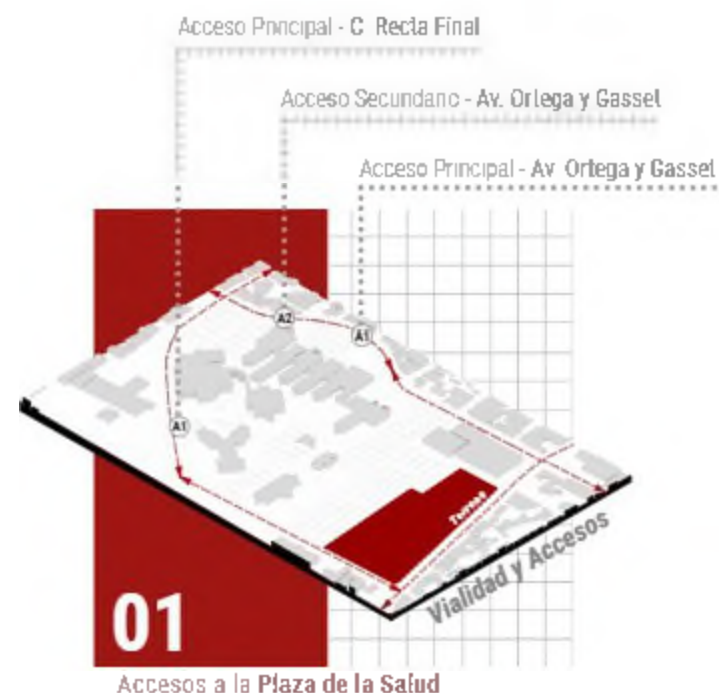 Acceso Principal - C Recta Final
Acceso Secundario - Av. Ortega y Gasset
Acceso Principal - Av Ortega y Gasset
A2
A1
A1
Terreno
Vialidad y Accesos
01
Accesos a la Plaza de la Salud